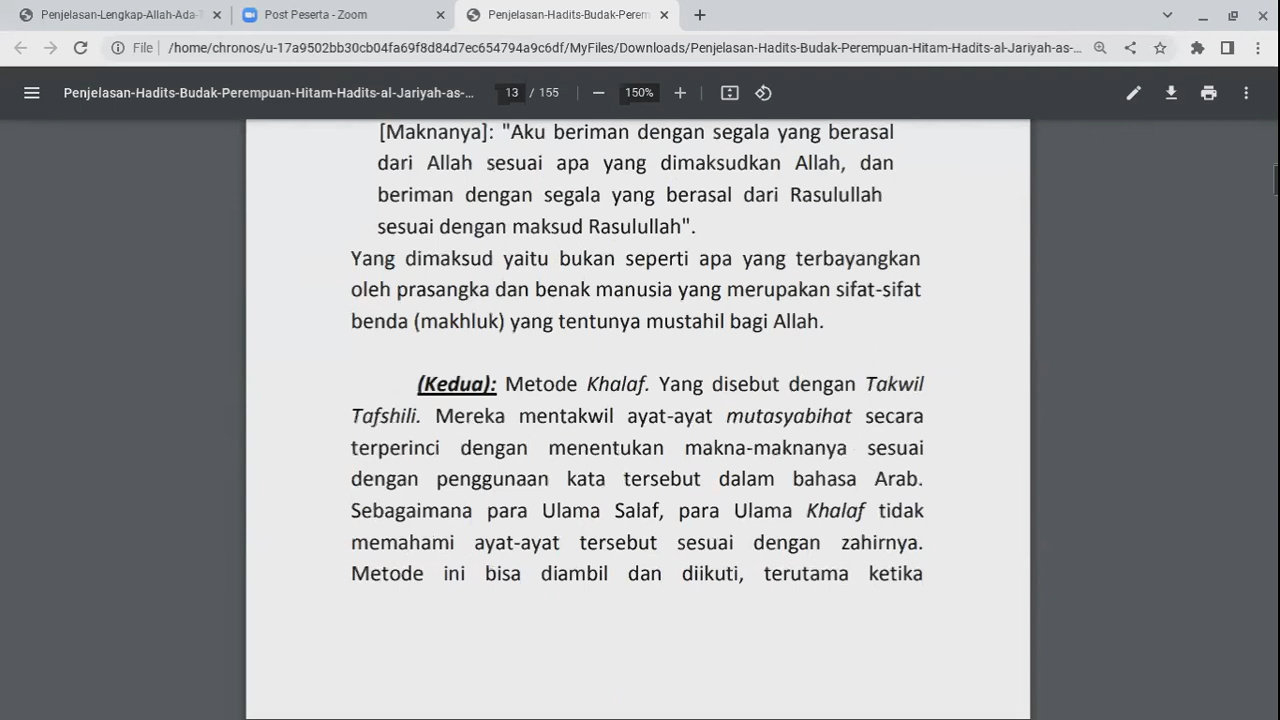 Penjelasan-Lengkap-Allah-Ada-T
Post Peserta - Zoom
Penjelasan-Hadits-Budak-Perem
File
/home/chronos/u-17a9502bb30cb04fa69f8d84d7ec654794a9c6df/MyFiles/Downloads/Penjelasan-Hadits-Budak-Perempuan-Hitam-Hadits-al-Jariyah-as-...
Penjelasan-Hadits-Budak-Perempuan-Hitam-Hadits-al-Jariyah-as-...
13 / 155
150%
[Maknanya]: "Aku beriman dengan segala yang berasal
dari Allah sesuai apa yang dimaksudkan Allah, dan
beriman dengan segala yang berasal dari Rasulullah
sesuai dengan maksud Rasulullah".
Yang dimaksud yaitu bukan seperti apa yang terbayangkan
oleh prasangka dan benak manusia yang merupakan sifat-sifat
benda (makhluk) yang tentunya mustahil bagi Allah.
(Kedua): Metode Khalaf. Yang disebut dengan Takwil
Tafshili. Mereka mentakwil ayat-ayat mutasyabihat secara
terperinci dengan menentukan makna-maknanya sesuai
dengan penggunaan kata tersebut dalam bahasa Arab.
Sebagaimana para Ulama Salaf, para Ulama Khalaf tidak
memahami ayat-ayat tersebut sesuai dengan zahirnya.
Metode ini bisa diambil dan diikuti, terutama ketika